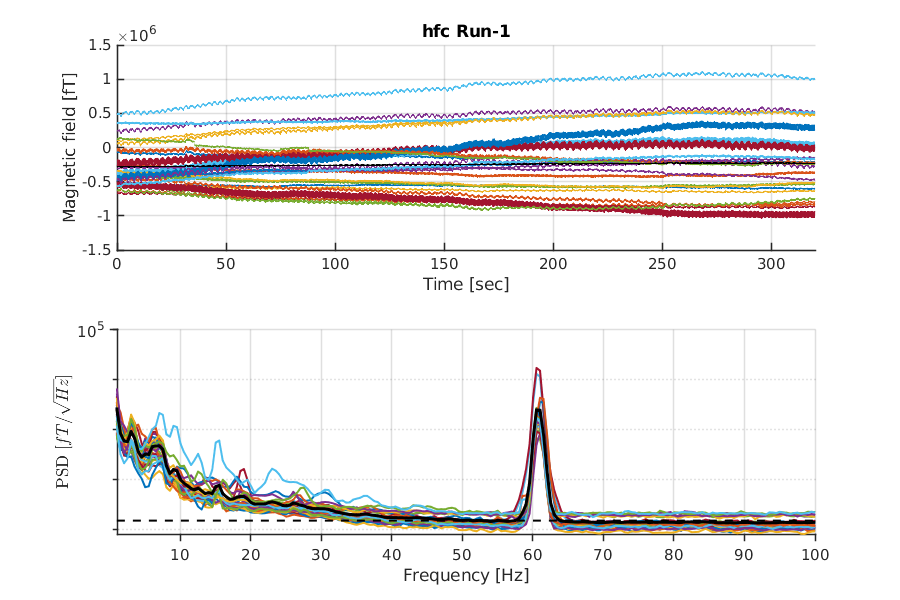 hfc Run-1
×10^6
1.5
1
0.5
0
-0.5
-1
-1.5
Magnetic field [fT]
0 50 100 150 200 250 300
Time [sec]
10^5
PSD [fT/√Hz]
10 20 30 40 50 60 70 80 90 100
Frequency [Hz]